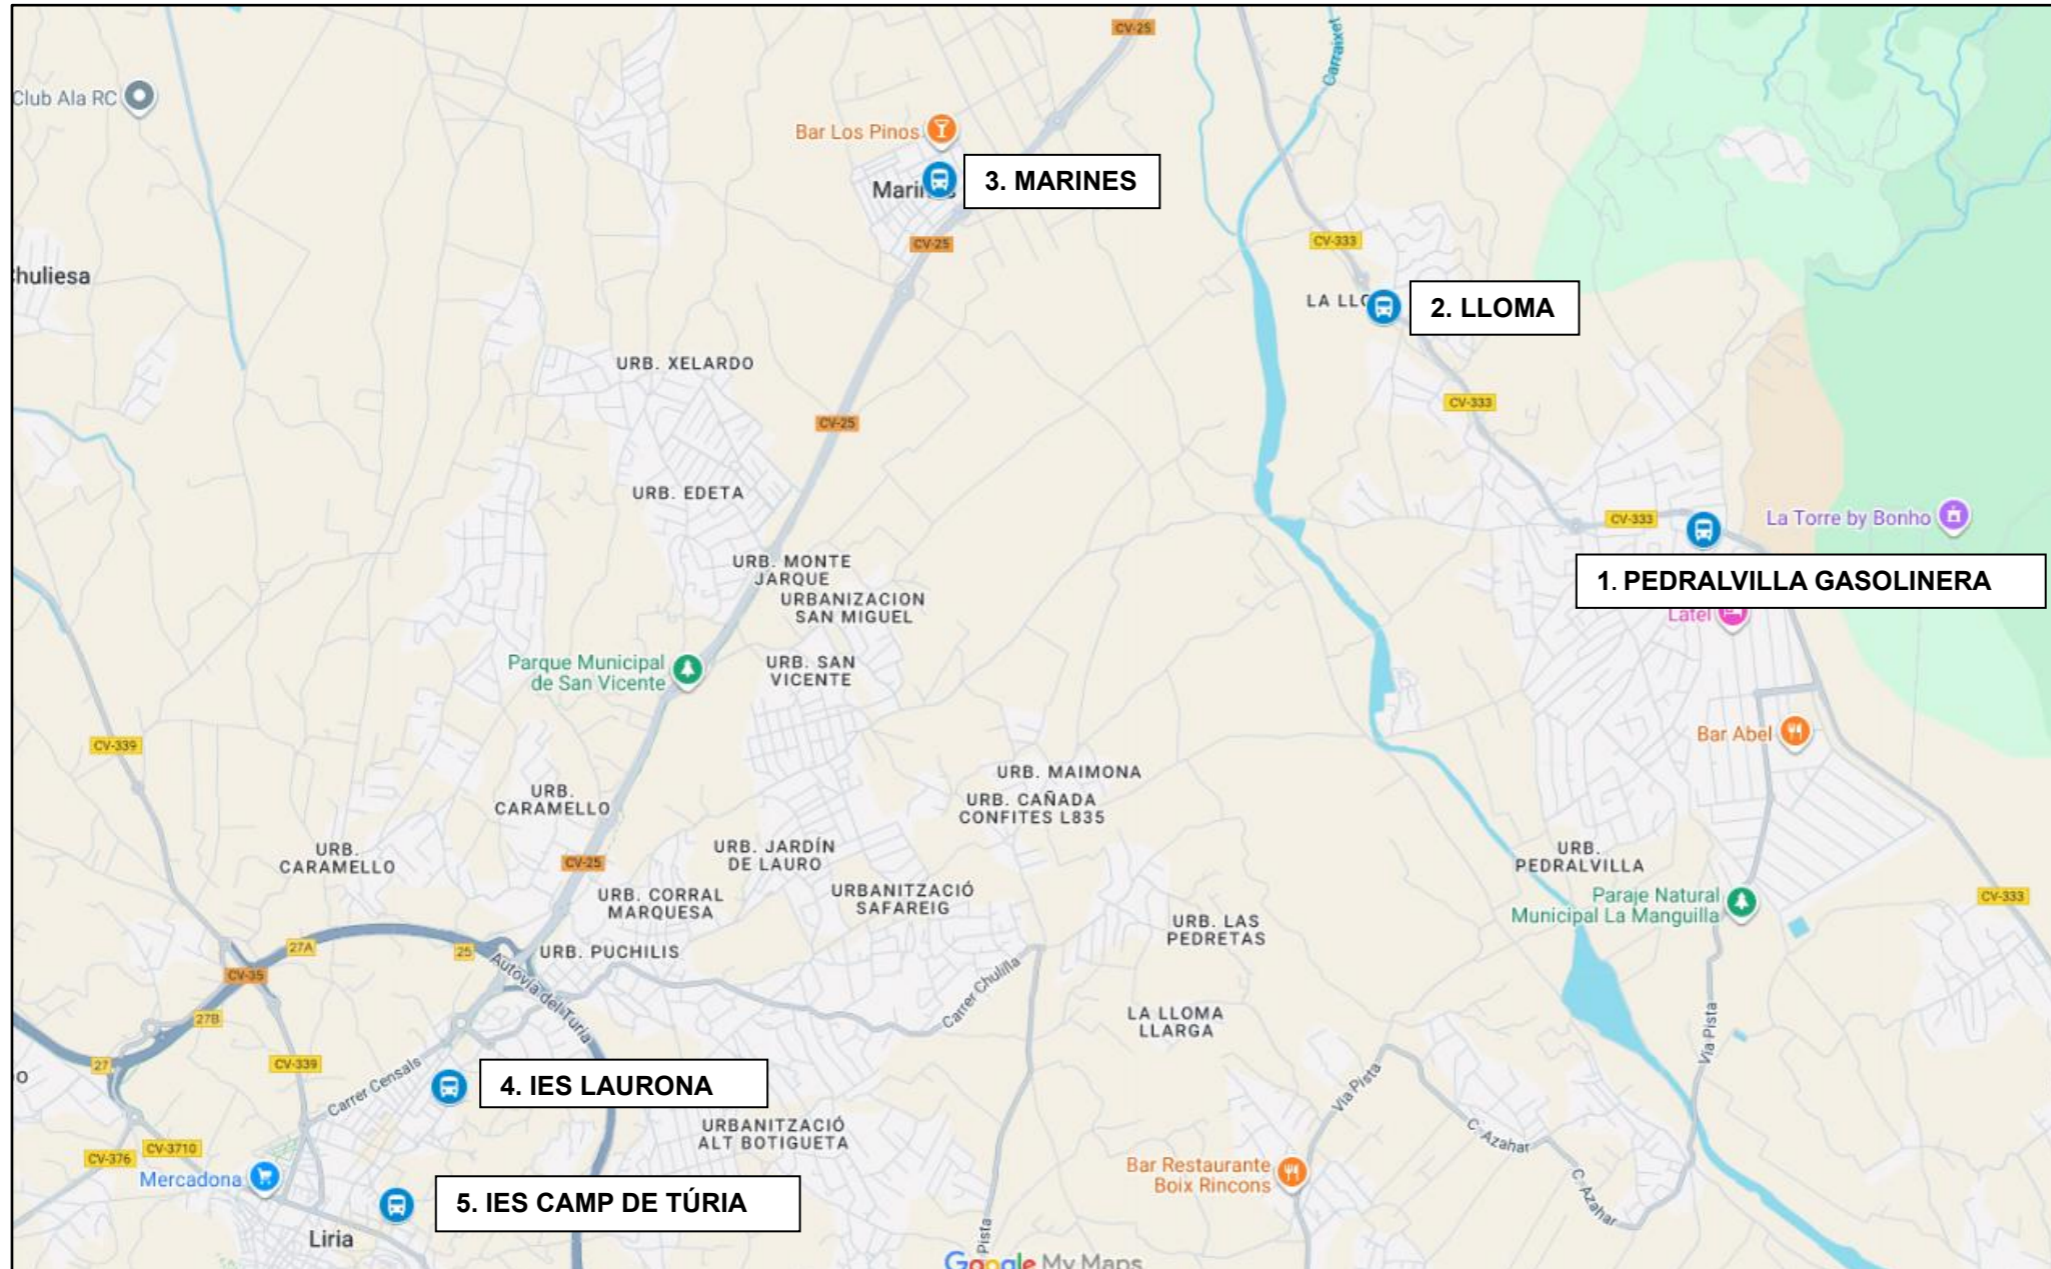 CV-25
Carraixet
Club Ala RC
Bar Los Pinos
3. MARINES
CV-25
CV-333
huliesa
LA LLO
2. LLOMA
URB. XELARDO
CV-333
CV-25
URB. EDETA
CV-333
La Torre by Bonho
URB. MONTE
JARQUE
1. PEDRALVILLA GASOLINERA
URBANIZACION
SAN MIGUEL
Latel
Parque Municipal
de San Vicente
URB. SAN
VICENTE
Bar Abel
CV-339
URB. MAIMONA
URB.
CARAMELLO
URB. CAÑADA
CONFITES L835
URB.
CARAMELLO
CV-25
URB. JARDÍN
DE LAURO
URB.
PEDRALVILLA
URB. CORRAL
MARQUESA
URBANITZACIÓ
SAFAREIG
Paraje Natural
Municipal La Manguilla
CV-333
URB. LAS
PEDRETAS
27A
25
URB. PUCHILIS
CV-35
Autovía del Turia
Carrer Chulilla
27B
LA LLOMA
LLARGA
Vía Pista
27
CV-339
o
Carrer Censals
4. IES LAURONA
Vía Pista
URBANITZACIÓ
ALT BOTIGUETA
C. Azahar
CV-376
CV-3710
Mercadona
Bar Restaurante
Boix Rincons
C. Azahar
5. IES CAMP DE TÚRIA
Liria
Pista
Google My Maps